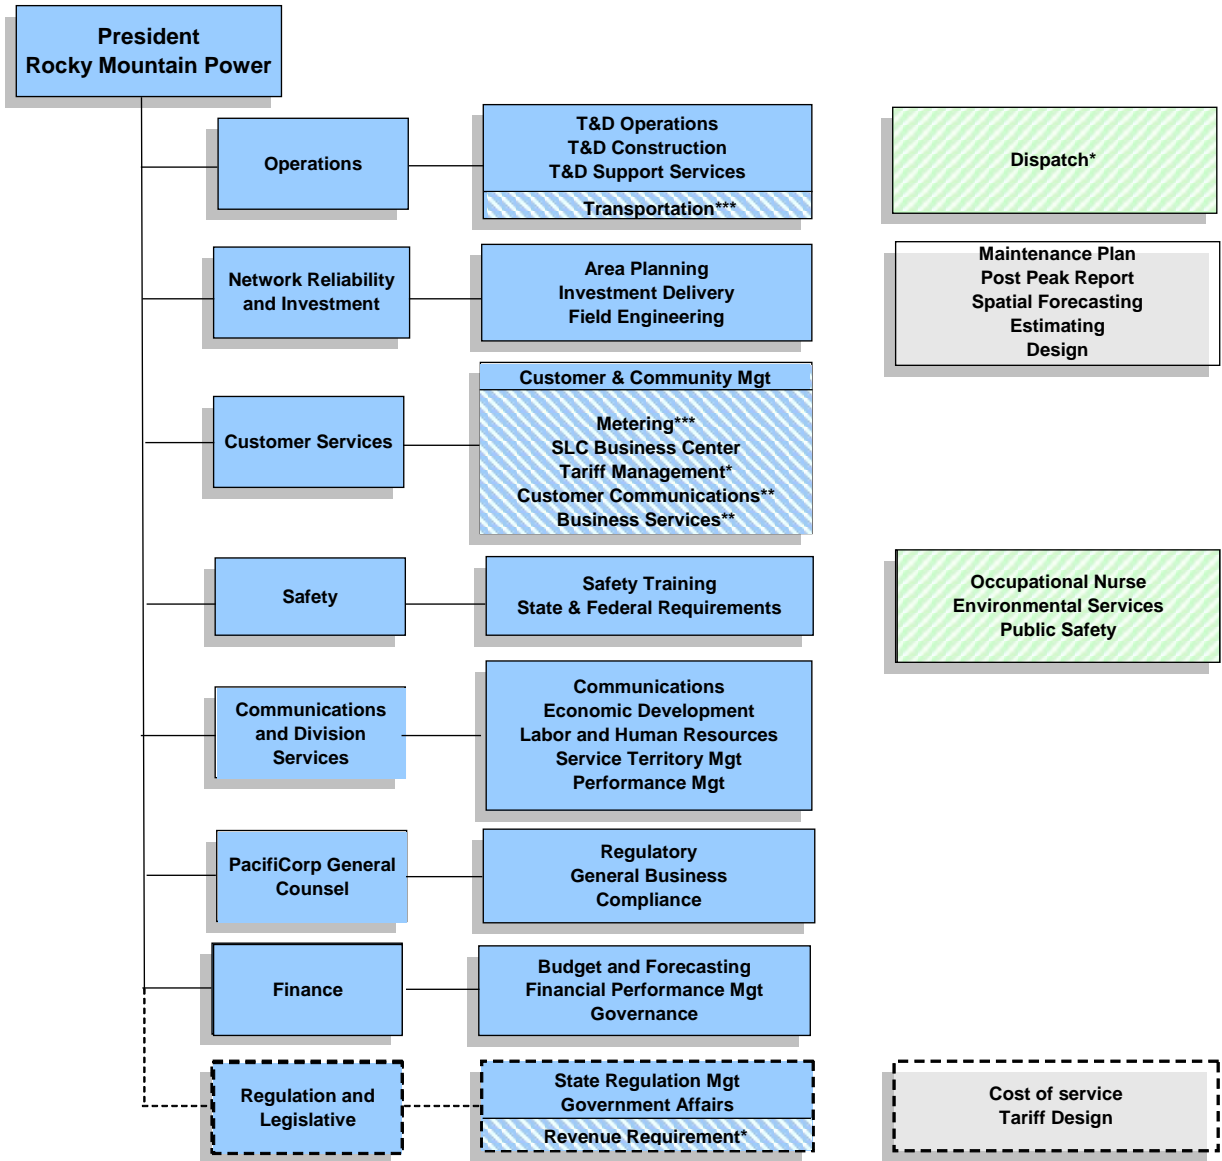 President
Rocky Mountain Power
Operations
T&D Operations
T&D Construction
T&D Support Services
Transportation***
Dispatch*
Network Reliability
and Investment
Area Planning
Investment Delivery
Field Engineering
Maintenance Plan
Post Peak Report
Spatial Forecasting
Estimating
Design
Customer Services
Customer & Community Mgt
Metering***
SLC Business Center
Tariff Management*
Customer Communications**
Business Services**
Safety
Safety Training
State & Federal Requirements
Occupational Nurse
Environmental Services
Public Safety
Communications
and Division
Services
Communications
Economic Development
Labor and Human Resources
Service Territory Mgt
Performance Mgt
PacifiCorp General
Counsel
Regulatory
General Business
Compliance
Finance
Budget and Forecasting
Financial Performance Mgt
Governance
Regulation and
Legislative
State Regulation Mgt
Government Affairs
Revenue Requirement*
Cost of service
Tariff Design